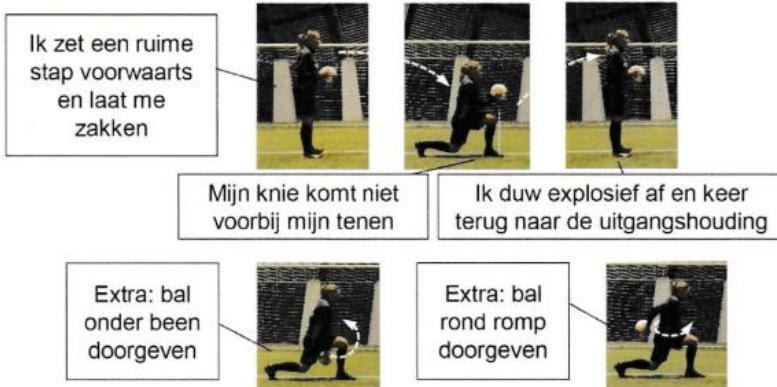 Ik zet een ruime
stap voorwaarts
en laat me
zakken
Mijn knie komt niet
voorbij mijn tenen
Ik duw explosief af en keer
terug naar de uitgangshouding
Extra: bal
onder been
doorgeven
Extra: bal
rond romp
doorgeven